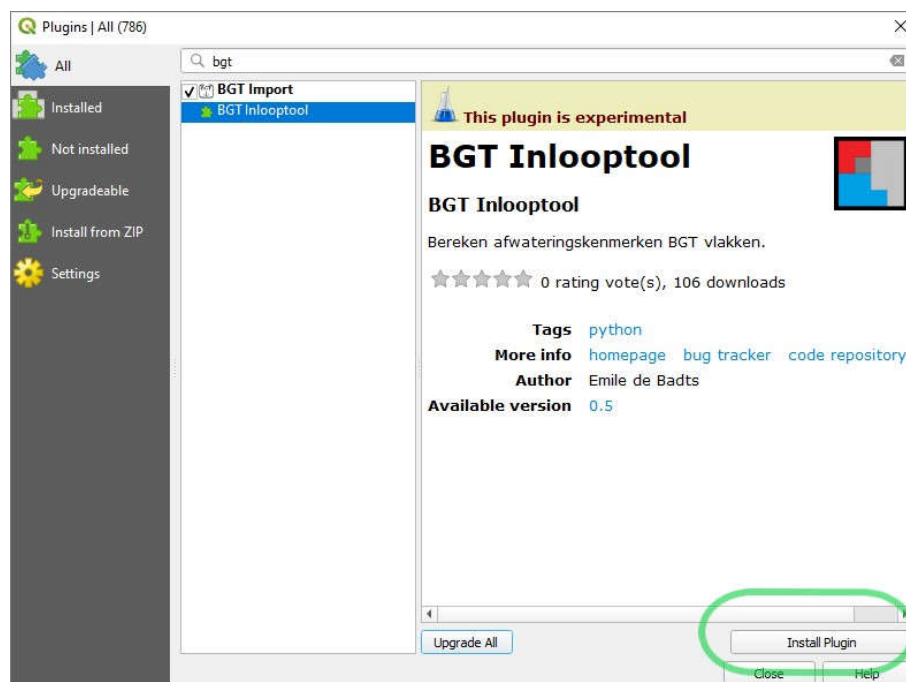 Plugins | All (786)
All
Installed
Not installed
Upgradeable
Install from ZIP
Settings
bgt
BGT Import
BGT Inlooptool
This plugin is experimental
BGT Inlooptool
BGT Inlooptool
Bereken afwateringskenmerken BGT vlakken.
0 rating vote(s), 106 downloads
Tags python
More info homepage bug tracker code repository
Author Emile de Badts
Available version 0.5
Upgrade All
Install Plugin
Close
Help